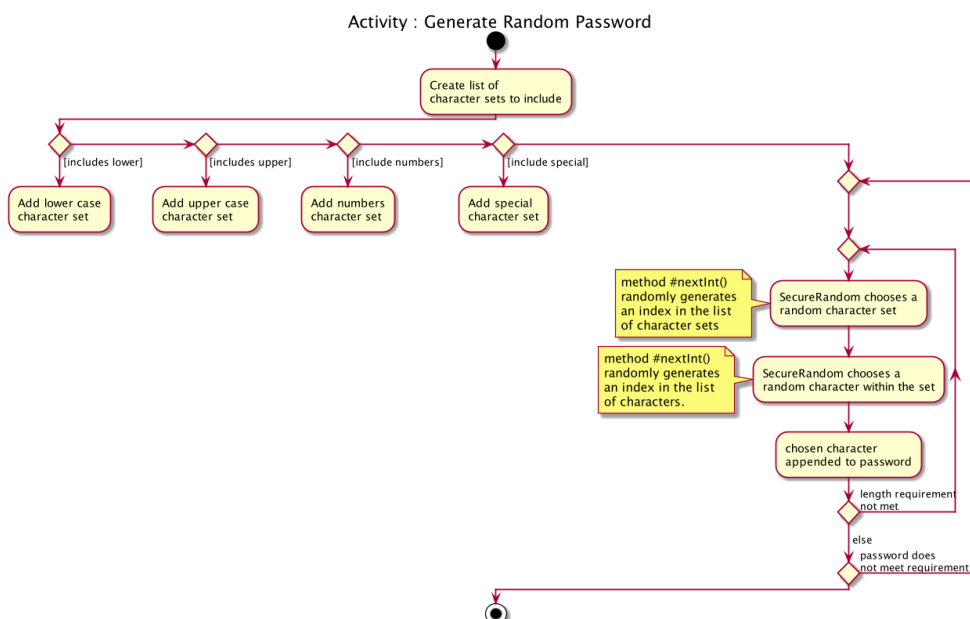 Activity : Generate Random Password
Create list of
character sets to include
[includes lower]
[includes upper]
[include numbers]
[include special]
Add lower case
character set
Add upper case
character set
Add numbers
character set
Add special
character set
method #nextInt()
randomly generates
an index in the list
of character sets
SecureRandom chooses a
random character set
method #nextInt()
randomly generates
an index in the list
of characters.
SecureRandom chooses a
random character within the set
chosen character
appended to password
length requirement
not met
else
password does
not meet requirement